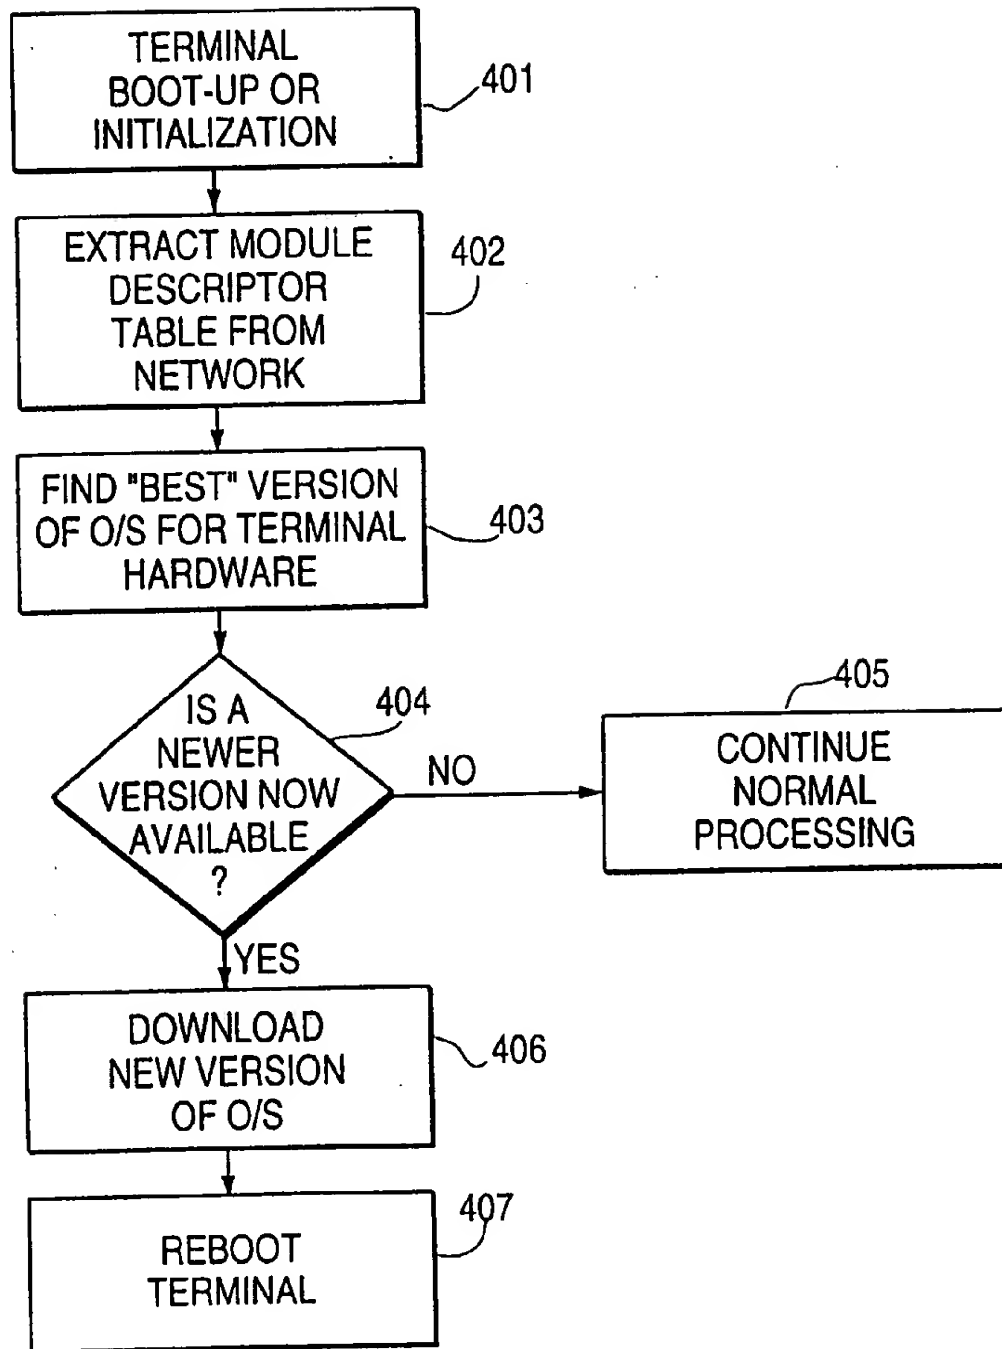 TERMINAL
BOOT-UP OR
INITIALIZATION
401
EXTRACT MODULE
DESCRIPTOR
TABLE FROM
NETWORK
402
FIND "BEST" VERSION
OF O/S FOR TERMINAL
HARDWARE
403
IS A
NEWER
VERSION NOW
AVAILABLE
?
404
NO
405
CONTINUE
NORMAL
PROCESSING
YES
DOWNLOAD
NEW VERSION
OF O/S
406
REBOOT
TERMINAL
407